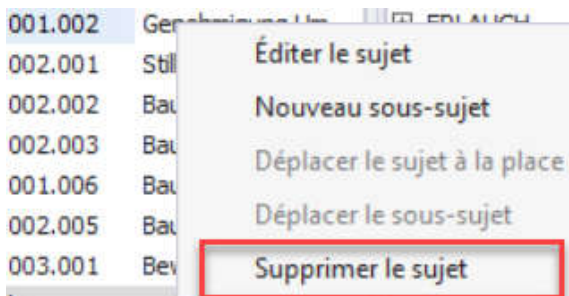 001.002
002.001
002.002
002.003
001.006
002.005
003.001
Éditer le sujet
Nouveau sous-sujet
Déplacer le sujet à la place
Déplacer le sous-sujet
Supprimer le sujet